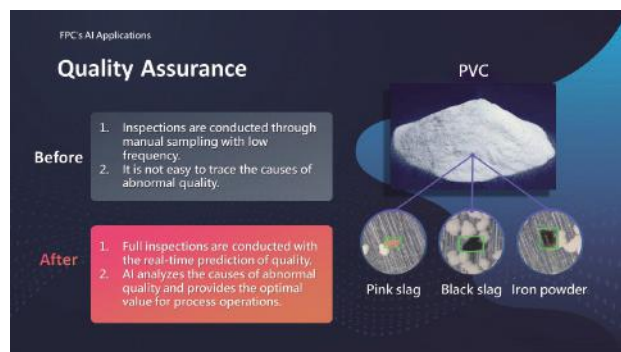 FPC's AI Applications
Quality Assurance
PVC
Before
1. Inspections are conducted through
manual sampling with low
frequency.
2. It is not easy to trace the causes of
abnormal quality.
After
1. Full inspections are conducted with
the real-time prediction of quality.
2. AI analyzes the causes of abnormal
quality and provides the optimal
value for process operations.
Pink slag
Black slag
Iron powder